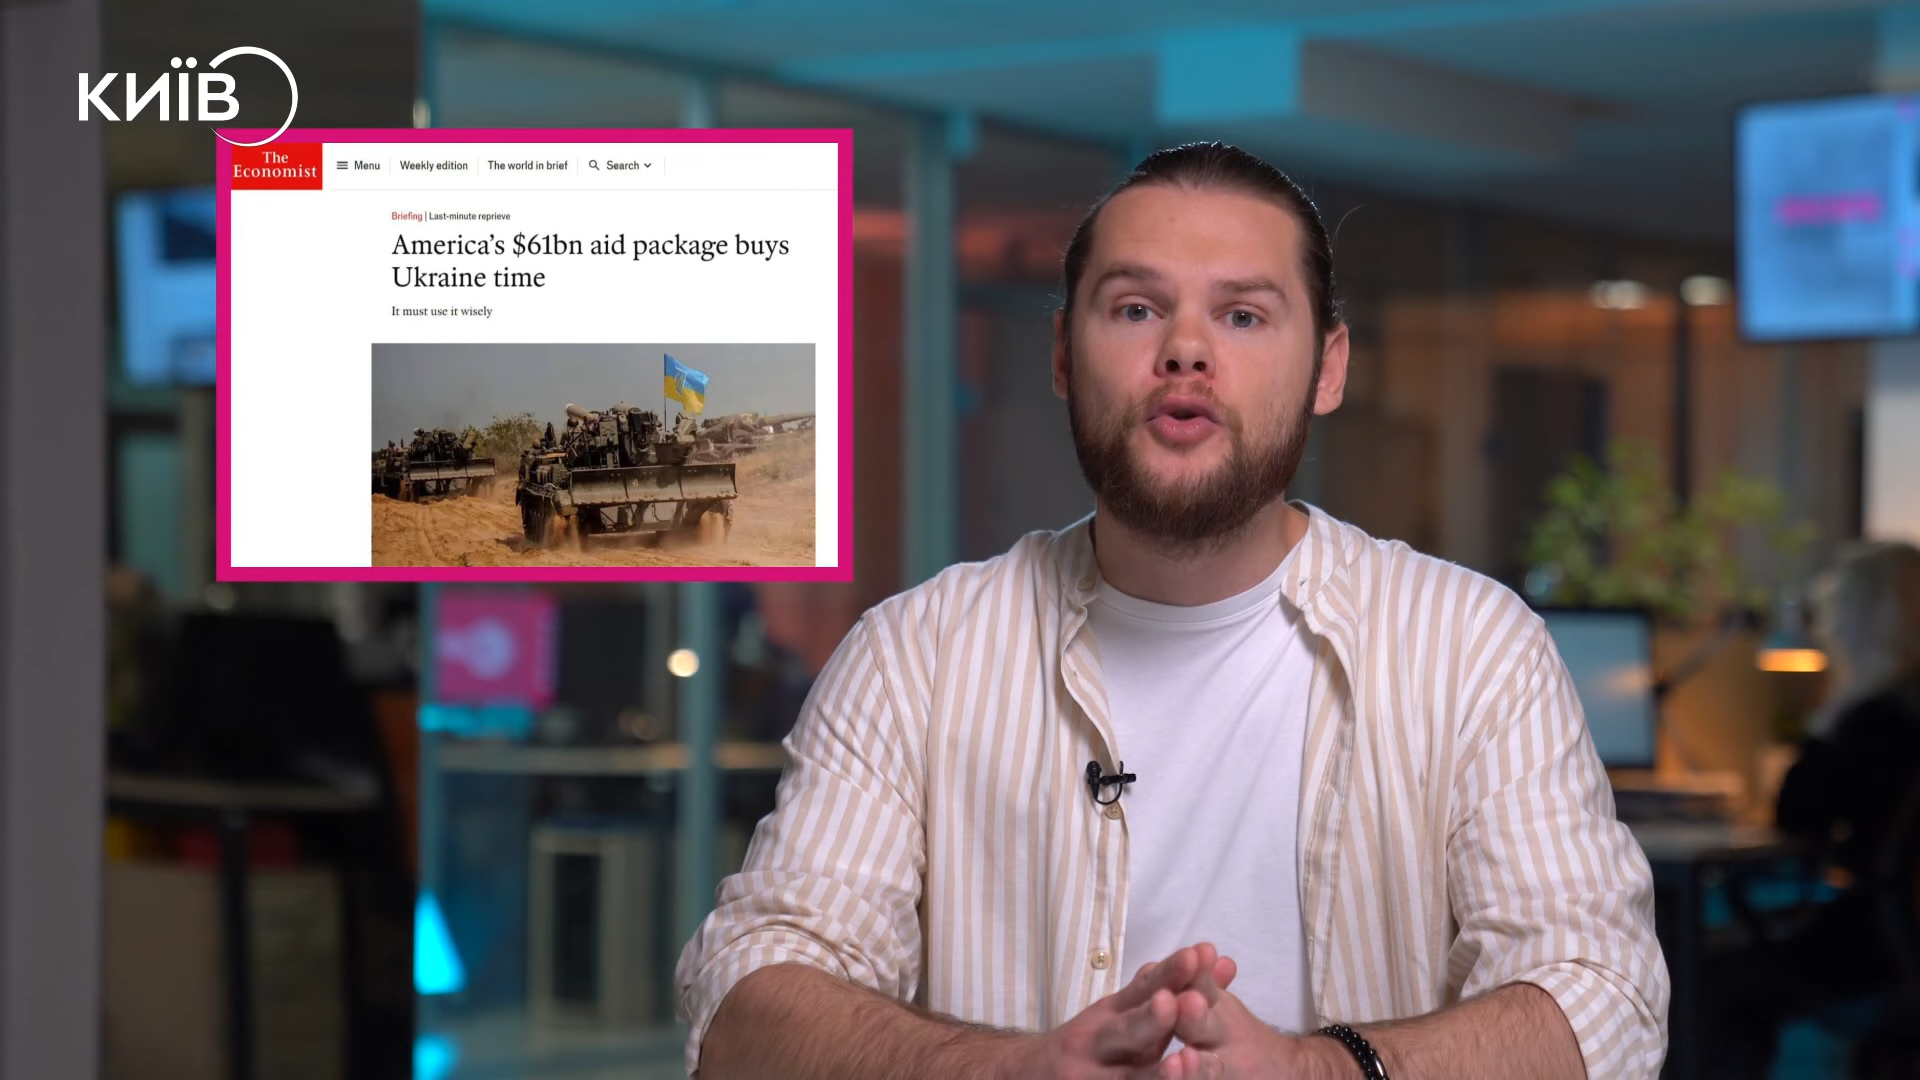 КИЇВ
The
Economist
Menu
Weekly edition
The world in brief
Search
Briefing | Last-minute reprieve
America’s $61bn aid package buys
Ukraine time
It must use it wisely